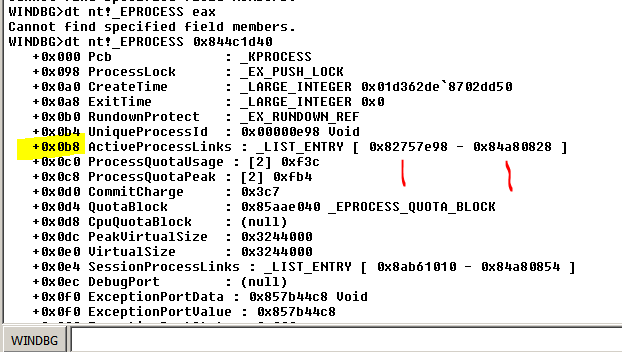 WINDBG>dt nt!_EPROCESS eax
Cannot find specified field members.
WINDBG>dt nt!_EPROCESS 0x844c1d40
+0x000 Pcb : _KPROCESS
+0x098 ProcessLock : _EX_PUSH_LOCK
+0x0a0 CreateTime : _LARGE_INTEGER 0x01d362de`8702dd50
+0x0a8 ExitTime : _LARGE_INTEGER 0x0
+0x0b0 RundownProtect : _EX_RUNDOWN_REF
+0x0b4 UniqueProcessId : 0x00000e98 Void
+0x0b8 ActiveProcessLinks : _LIST_ENTRY [ 0x82757e98 - 0x84a80828 ]
+0x0c0 ProcessQuotaUsage : [2] 0xf3c
+0x0c8 ProcessQuotaPeak : [2] 0xfb4
+0x0d0 CommitCharge : 0x3c7
+0x0d4 QuotaBlock : 0x85aae040 _EPROCESS_QUOTA_BLOCK
+0x0d8 CpuQuotaBlock : (null)
+0x0dc PeakVirtualSize : 0x3244000
+0x0e0 VirtualSize : 0x3244000
+0x0e4 SessionProcessLinks : _LIST_ENTRY [ 0x8ab61010 - 0x84a80854 ]
+0x0ec DebugPort : (null)
+0x0f0 ExceptionPortData : 0x857b44c8 Void
+0x0f0 ExceptionPortValue : 0x857b44c8
WINDBG